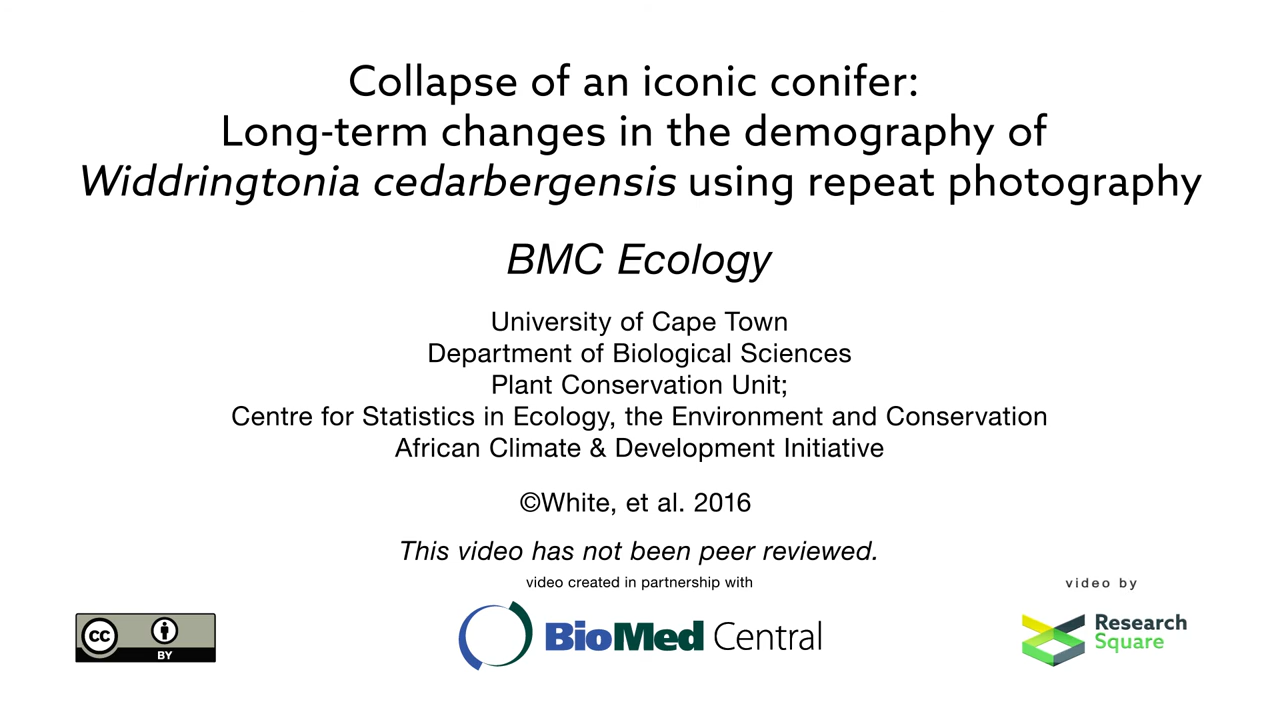 Collapse of an iconic conifer:
Long-term changes in the demography of
Widdringtonia cedarbergensis using repeat photography
BMC Ecology
University of Cape Town
Department of Biological Sciences
Plant Conservation Unit;
Centre for Statistics in Ecology, the Environment and Conservation
African Climate & Development Initiative
©White, et al. 2016
This video has not been peer reviewed.
video created in partnership with
video by
cc
BY
BioMed Central
Research
Square